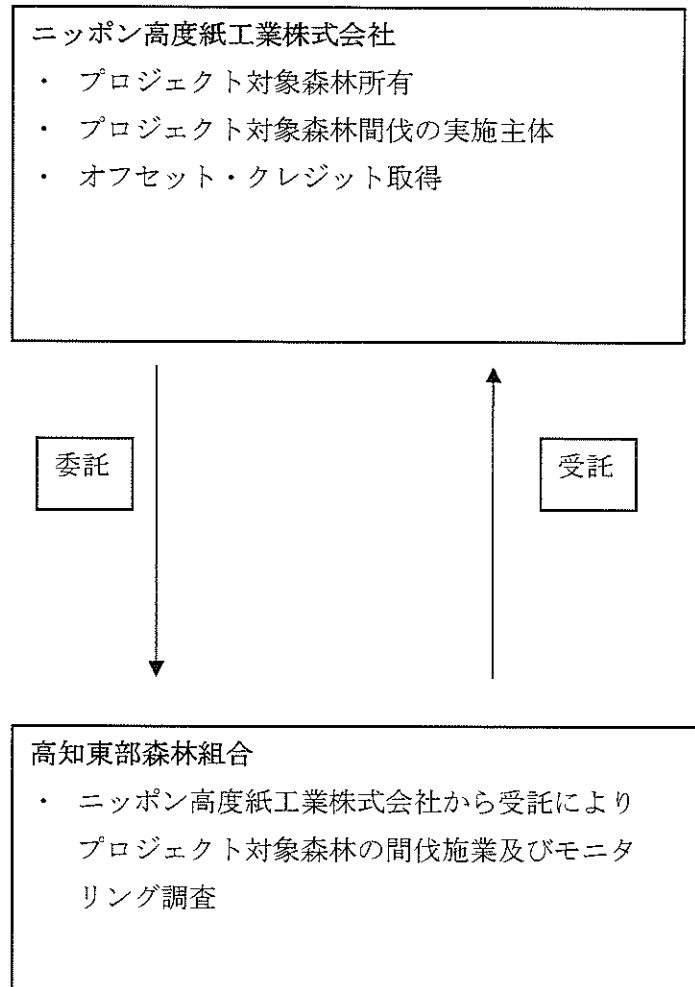 ニッポン高度紙工業株式会社
・ プロジェクト対象森林所有
・ プロジェクト対象森林間伐の実施主体
・ オフセット・クレジット取得
委託
受託
高知東部森林組合
・ ニッポン高度紙工業株式会社から受託により
プロジェクト対象森林の間伐施業及びモニタ
リング調査